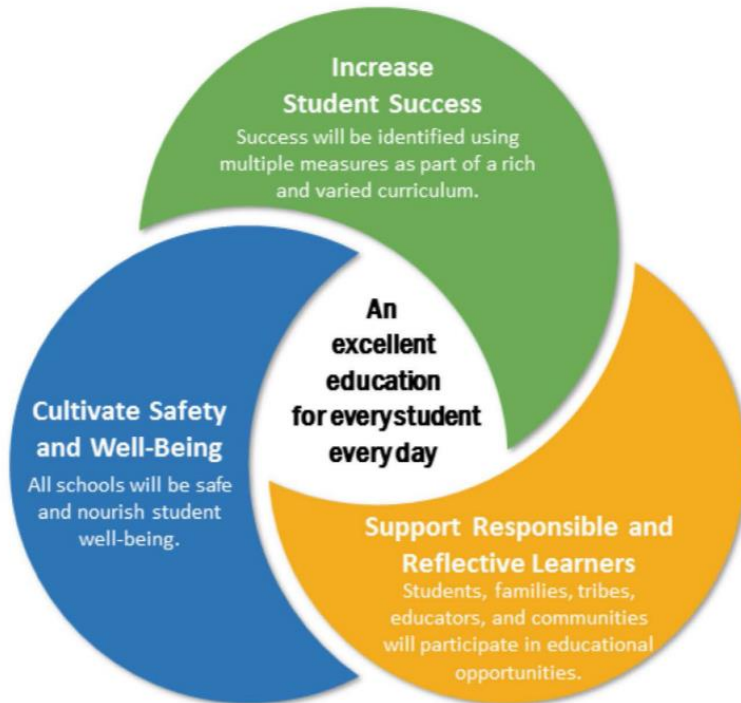 Increase
Student Success
Success will be identified using
multiple measures as part of a rich
and varied curriculum.
An
excellent
education
for every student
every day
Cultivate Safety
and Well-Being
All schools will be safe
and nourish student
well-being.
Support Responsible and
Reflective Learners
Students, families, tribes,
educators, and communities
will participate in educational
opportunities.